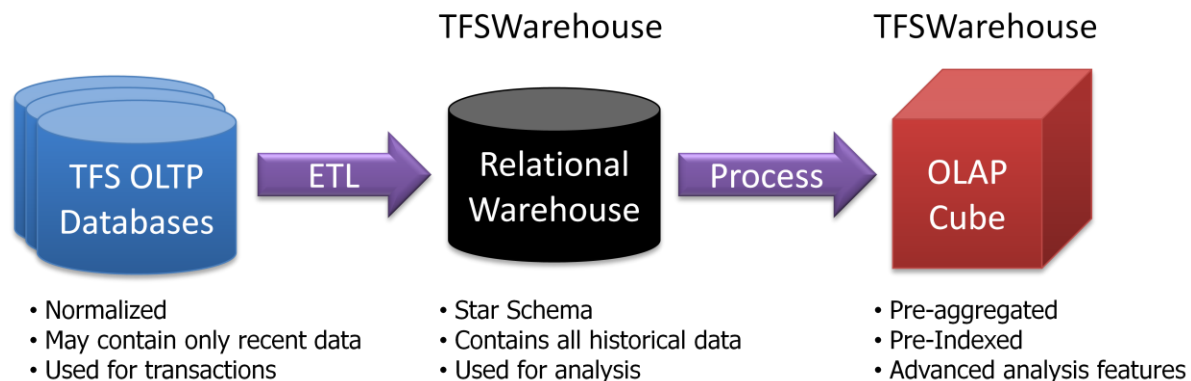 TFSWarehouse
TFSWarehouse
TFS OLTP
Databases
ETL
Relational
Warehouse
Process
OLAP
Cube
• Normalized
• May contain only recent data
• Used for transactions
• Star Schema
• Contains all historical data
• Used for analysis
• Pre-aggregated
• Pre-Indexed
• Advanced analysis features